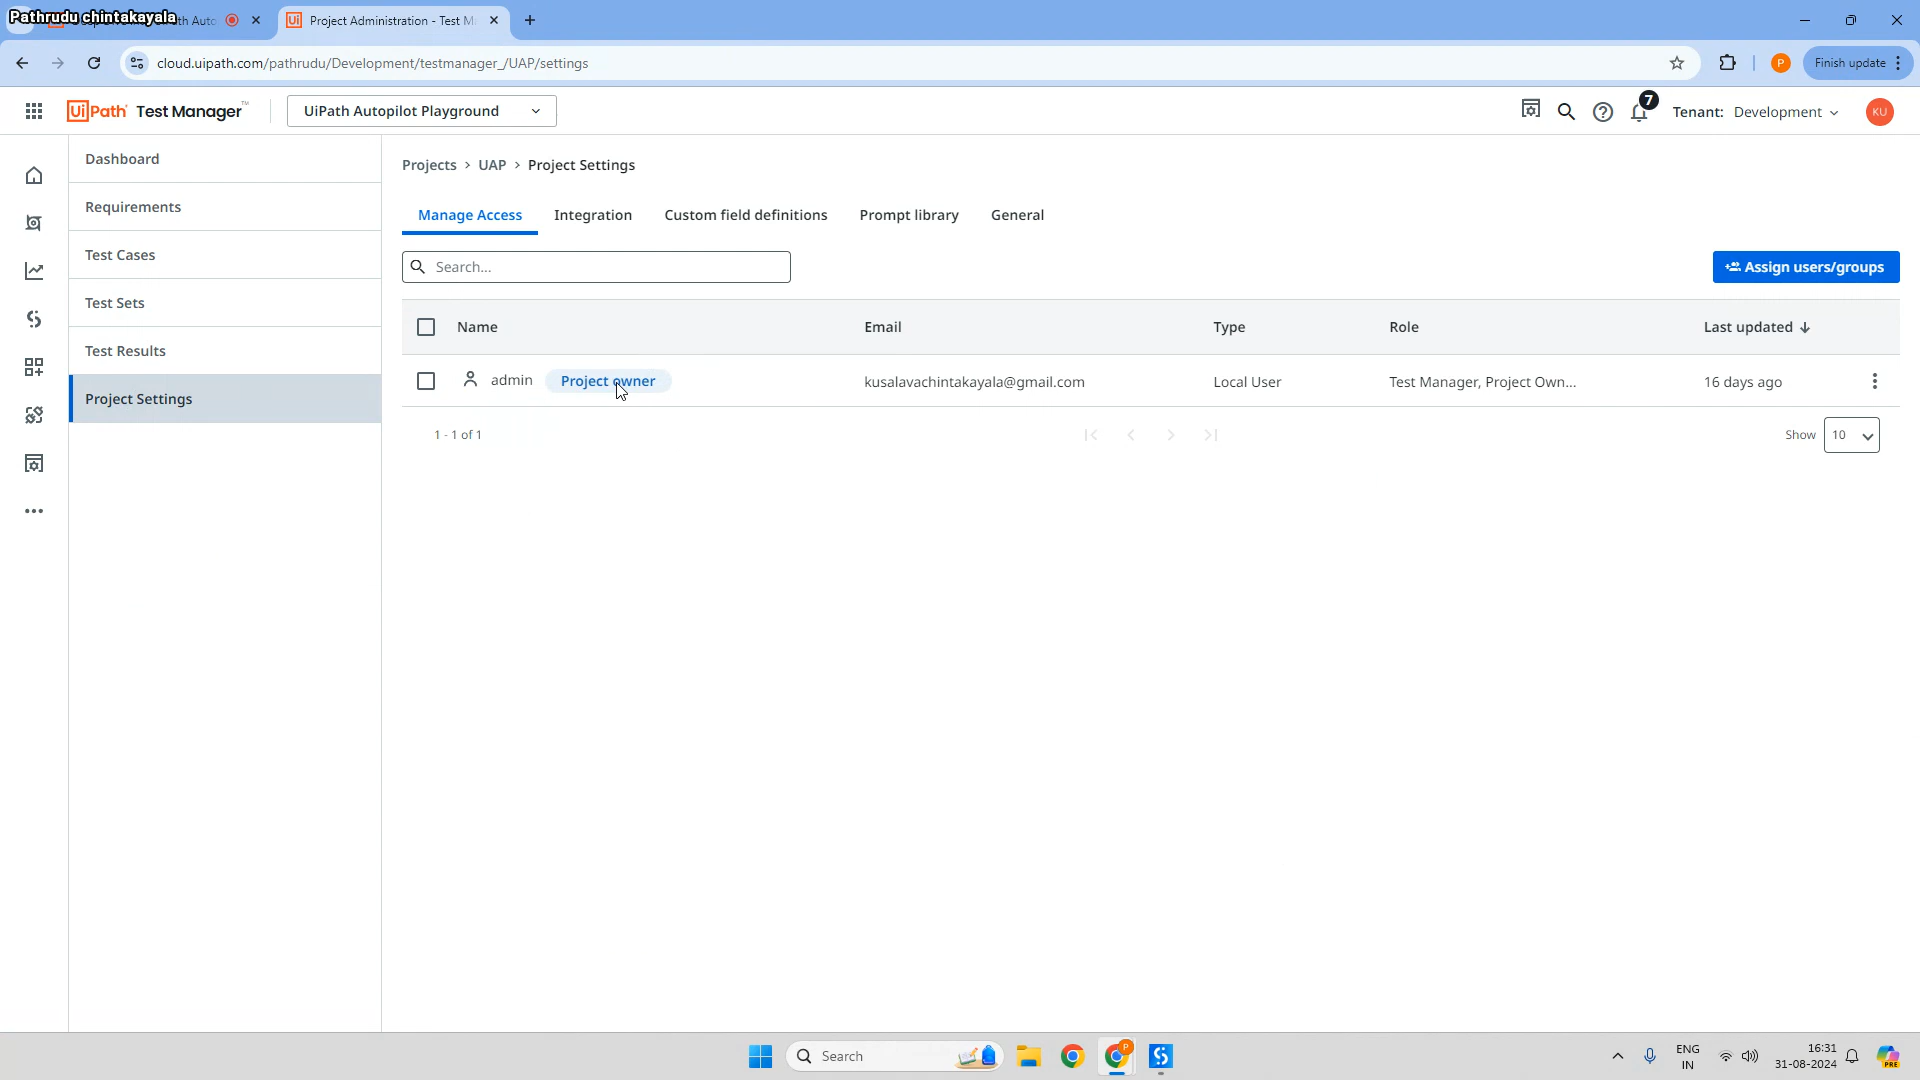 Pathrudu chintakayala
Project Administration - Test M
cloud.uipath.com/pathrudu/Development/testmanager_/UAP/settings
P
Finish update
UiPath Test Manager™
UiPath Autopilot Playground
7
Tenant: Development
KU
Dashboard
Requirements
Test Cases
Test Sets
Test Results
Project Settings
Projects > UAP > Project Settings
Manage Access
Integration
Custom field definitions
Prompt library
General
Search...
Assign users/groups
Name
Email
Type
Role
Last updated
admin
Project owner
kusalavachintakayala@gmail.com
Local User
Test Manager, Project Own...
16 days ago
1 - 1 of 1
Show
10
Search
P
ENG
IN
16:31
31-08-2024
PRE